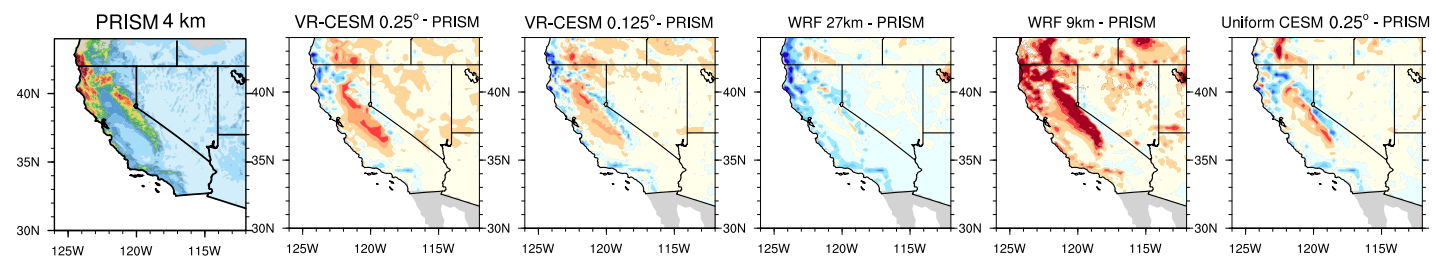 PRISM 4 km
VR-CESM 0.25° - PRISM
VR-CESM 0.125° - PRISM
WRF 27km - PRISM
WRF 9km - PRISM
Uniform CESM 0.25° - PRISM
40N 40N 40N 40N 40N 40N
35N 35N 35N 35N 35N 35N
30N 30N 30N 30N 30N 30N
125W 120W 115W 125W 120W 115W 125W 120W 115W 125W 120W 115W 125W 120W 115W 125W 120W 115W